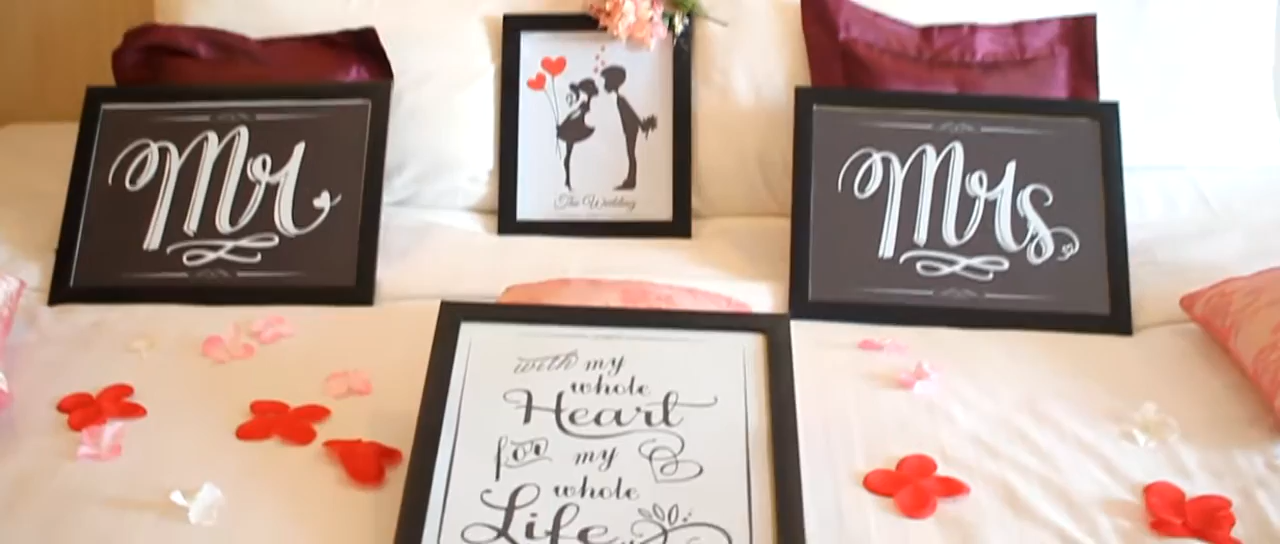 Mr
The Wedding
Mrs
with my
whole
Heart
for my
whole
Life